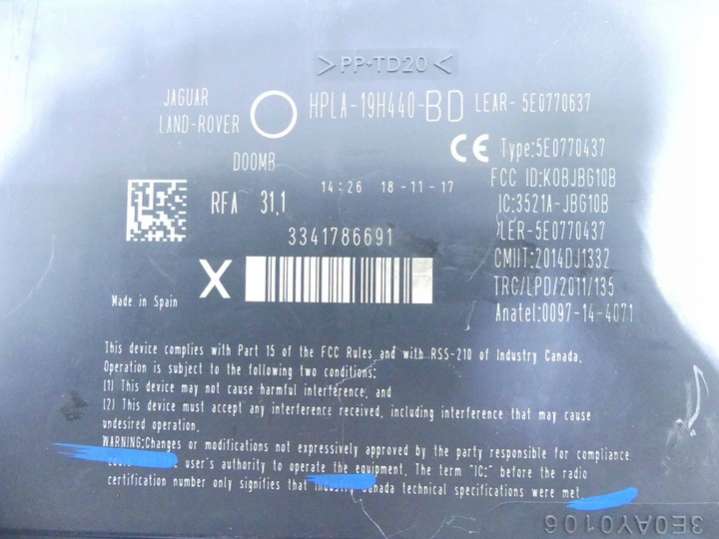 >PP-TD20<
JAGUAR
LAND-ROVER
HPLA-19H440-BD LEAR-5E0770637
CE Type:5E0770437
D00MB
FCC ID:KOBJBG10B
RFA 31.1
14:26 18-11-17
IC:3521A-JBG10B
LER-5E0770437
3341786691
CMIIT:2014DJ1332
X
TRC/LPD/2011/135
Made in Spain
Anatel:0097-14-4071
This device complies with Part 15 of the FCC Rules and with RSS-210 of Industry Canada.
Operation is subject to the following two conditions:
(1) This device may not cause harmful interference, and
(2) This device must accept any interference received, including interference that may cause
undesired operation.
WARNING:Changes or modifications not expressively approved by the party responsible for compliance
could the user's authority to operate the equipment. The term "IC:" before the radio
certification number only signifies that Industry Canada technical specifications were met.
3E0AY0106